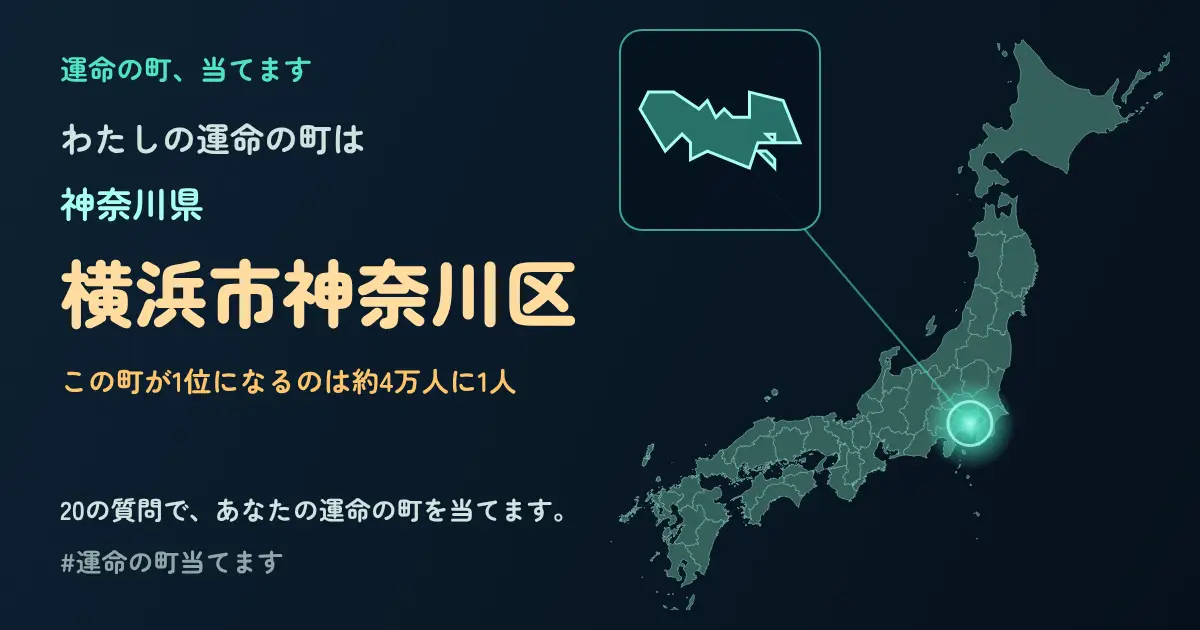 運命の町、当てます
わたしの運命の町は
神奈川県
横浜市神奈川区
この町が1位になるのは約4万人に1人
20の質問で、あなたの運命の町を当てます。
#運命の町当てます